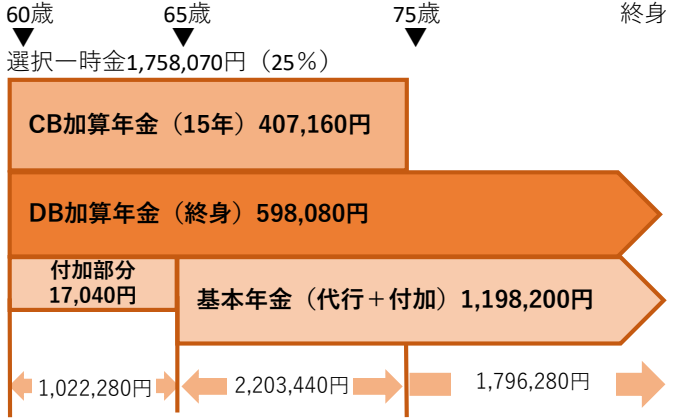 60歳 65歳 75歳 終身
選択一時金1,758,070円（25％）
CB加算年金（15年）407,160円
DB加算年金（終身）598,080円
付加部分
17,040円
基本年金（代行＋付加）1,198,200円
1,022,280円 2,203,440円 1,796,280円